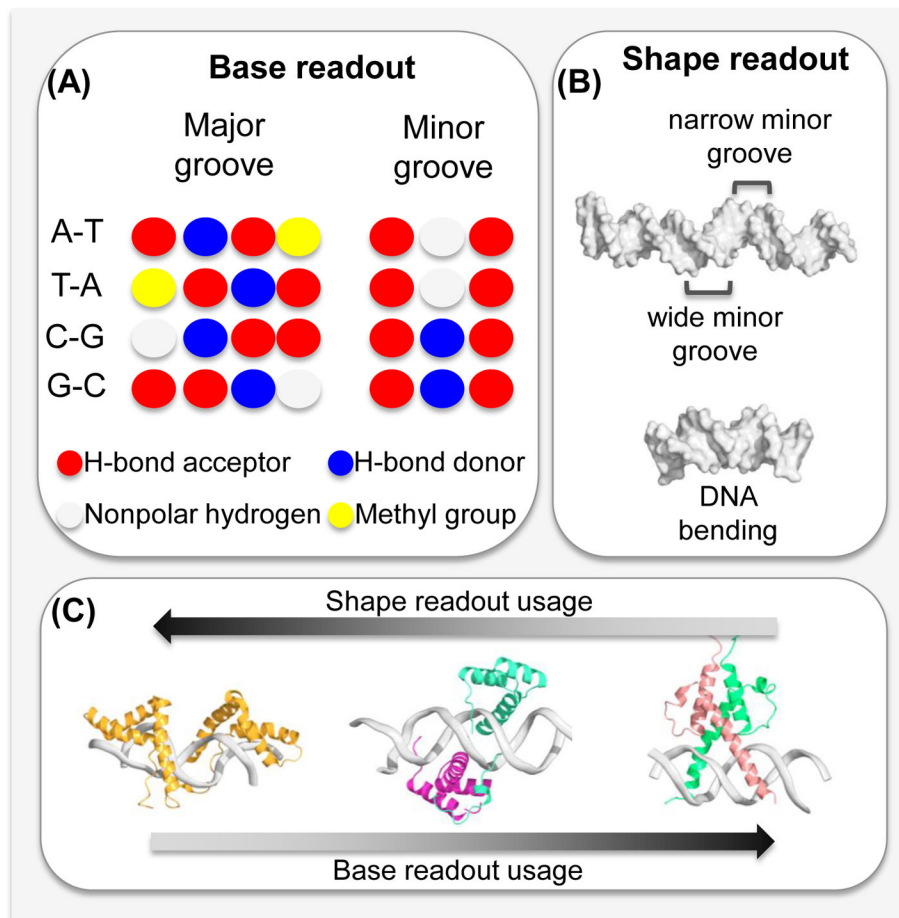 (A)
Base readout
Major
groove
Minor
groove
A-T
T-A
C-G
G-C
H-bond acceptor
H-bond donor
Nonpolar hydrogen
Methyl group
(B)
Shape readout
narrow minor
groove
wide minor
groove
DNA
bending
(C)
Shape readout usage
Base readout usage